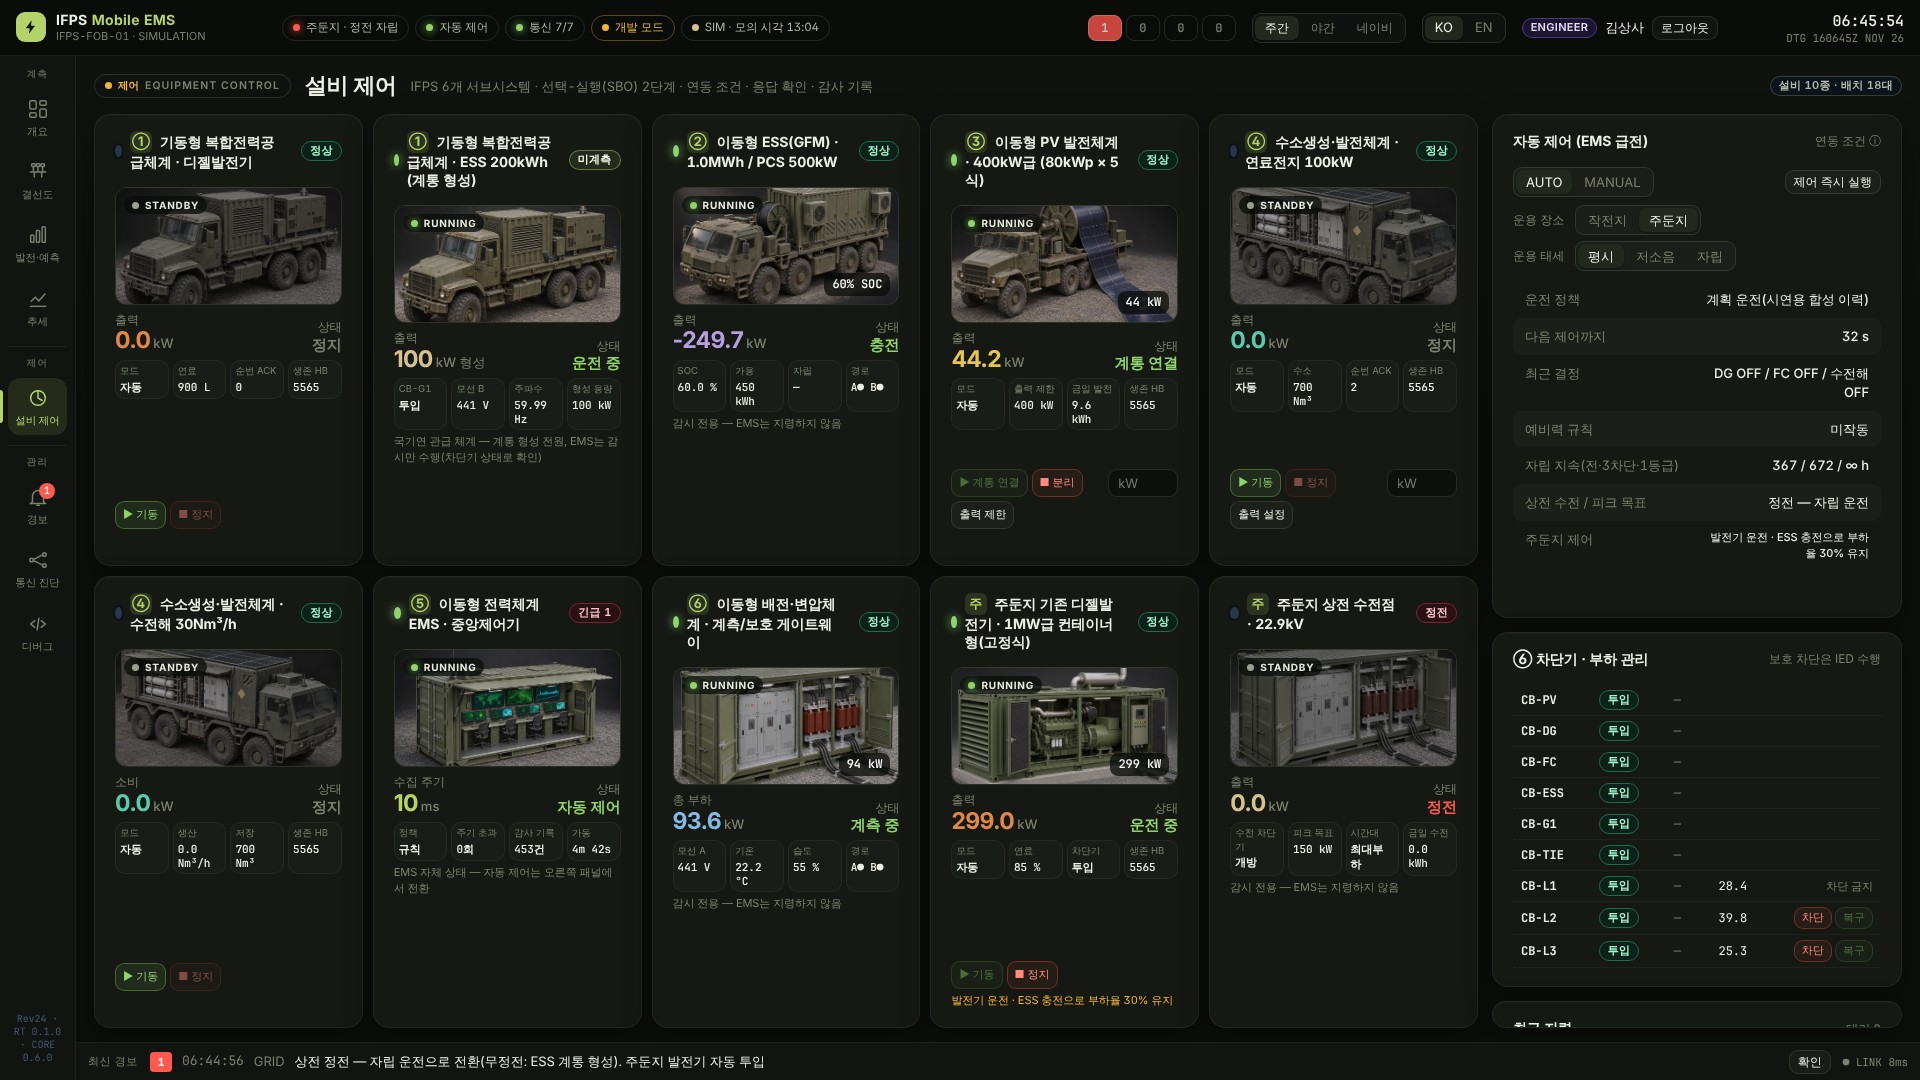 IFPS Mobile EMS
IFPS-FOB-01 · SIMULATION
주둔지 · 정전 자립
자동 제어
통신 7/7
개발 모드
SIM · 모의 시각 13:04
1 0 0 0
주간 야간 네이비
KO EN
ENGINEER 김상사 로그아웃
06:45:54
DTG 160645Z NOV 26
계측
개요
결선도
발전·예측
추세
제어
설비 제어
관리
1
경보
통신 진단
디버그
Rev24 ·
RT 0.1.0
· CORE
0.6.0
제어 EQUIPMENT CONTROL
설비 제어
IFPS 6개 서브시스템 · 선택-실행(SBO) 2단계 · 연동 조건 · 응답 확인 · 감사 기록
설비 10종 · 배치 18대
① 기동형 복합전력공
급체계 · 디젤발전기
정상
STANDBY
출력
0.0 kW
상태
정지
모드 연료 순번 ACK 생존 HB
자동 900 L 0 5565
▶ 기동 ■ 정지
① 기동형 복합전력공
급체계 · ESS 200kWh
(계통 형성)
미계측
RUNNING
출력
100 kW 형성
상태
운전 중
CB-G1 모선 B 주파수 형성 용량
투입 441 V 59.99 Hz 100 kW
국기연 관급 체계 — 계통 형성 전원, EMS는 감
시만 수행(차단기 상태로 확인)
② 이동형 ESS(GFM) ·
1.0MWh / PCS 500kW
정상
RUNNING
60% SOC
출력
-249.7 kW
상태
충전
SOC 가용 자립 경로
60.0 % 450 kWh — A● B●
감시 전용 — EMS는 지령하지 않음
③ 이동형 PV 발전체계
· 400kW급 (80kWp × 5
식)
정상
RUNNING
44 kW
출력
44.2 kW
상태
계통 연결
모드 출력 제한 금일 발전 생존 HB
자동 400 kW 9.6 kWh 5565
▶ 계통 연결 ■ 분리 kW
출력 제한
④ 수소생성·발전체계 ·
연료전지 100kW
정상
STANDBY
출력
0.0 kW
상태
정지
모드 수소 순번 ACK 생존 HB
자동 700 Nm³ 2 5565
▶ 기동 ■ 정지 kW
출력 설정
④ 수소생성·발전체계 ·
수전해 30Nm³/h
정상
STANDBY
소비
0.0 kW
상태
정지
모드 생산 저장 생존 HB
자동 0.0 Nm³/h 700 Nm³ 5565
▶ 기동 ■ 정지
⑤ 이동형 전력체계
EMS · 중앙제어기
긴급 1
RUNNING
수집 주기
10 ms
상태
자동 제어
정책 주기 초과 감사 기록 가동
규칙 0회 453건 4m 42s
EMS 자체 상태 — 자동 제어는 오른쪽 패널에
서 전환
⑥ 이동형 배전·변압체
계 · 계측/보호 게이트웨
이
정상
RUNNING
94 kW
총 부하
93.6 kW
상태
계측 중
모선 A 기온 습도 경로
441 V 22.2 °C 55 % A● B●
감시 전용 — EMS는 지령하지 않음
주 주둔지 기존 디젤발
전기 · 1MW급 컨테이너
형(고정식)
정상
RUNNING
299 kW
출력
299.0 kW
상태
운전 중
모드 연료 차단기 생존 HB
자동 85 % 투입 5565
▶ 기동 ■ 정지
발전기 운전 · ESS 충전으로 부하율 30% 유지
주 주둔지 상전 수전점
· 22.9kV
정전
STANDBY
출력
0.0 kW
상태
정전
수전 차단기 피크 목표 시간대 금일 수전
개방 150 kW 최대부하 0.0 kWh
감시 전용 — EMS는 지령하지 않음
자동 제어 (EMS 급전)
연동 조건 ⓘ
AUTO MANUAL
제어 즉시 실행
운용 장소 작전지 주둔지
운용 태세 평시 저소음 자립
운전 정책 계획 운전(시연용 합성 이력)
다음 제어까지 32 s
최근 결정 DG OFF / FC OFF / 수전해
OFF
예비력 규칙 미작동
자립 지속(전·3차단·1등급) 367 / 672 / ∞ h
상전 수전 / 피크 목표 정전 — 자립 운전
주둔지 제어 발전기 운전 · ESS 충전으로 부하
율 30% 유지
⑥ 차단기 · 부하 관리
보호 차단은 IED 수행
CB-PV 투입 —
CB-DG 투입 —
CB-FC 투입 —
CB-ESS 투입 —
CB-G1 투입 —
CB-TIE 투입 —
CB-L1 투입 — 28.4 차단 금지
CB-L2 투입 — 39.8 차단 복구
CB-L3 투입 — 25.3 차단 복구
최신 경보 1 06:44:56 GRID 상전 정전 — 자립 운전으로 전환(무정전: ESS 계통 형성). 주둔지 발전기 자동 투입
확인
LINK 8ms